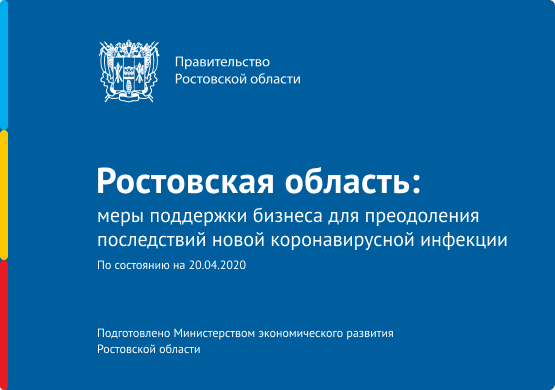 Правительство
Ростовской области
Ростовская область:
меры поддержки бизнеса для преодоления
последствий новой коронавирусной инфекции
По состоянию на 20.04.2020
Подготовлено Министерством экономического развития
Ростовской области